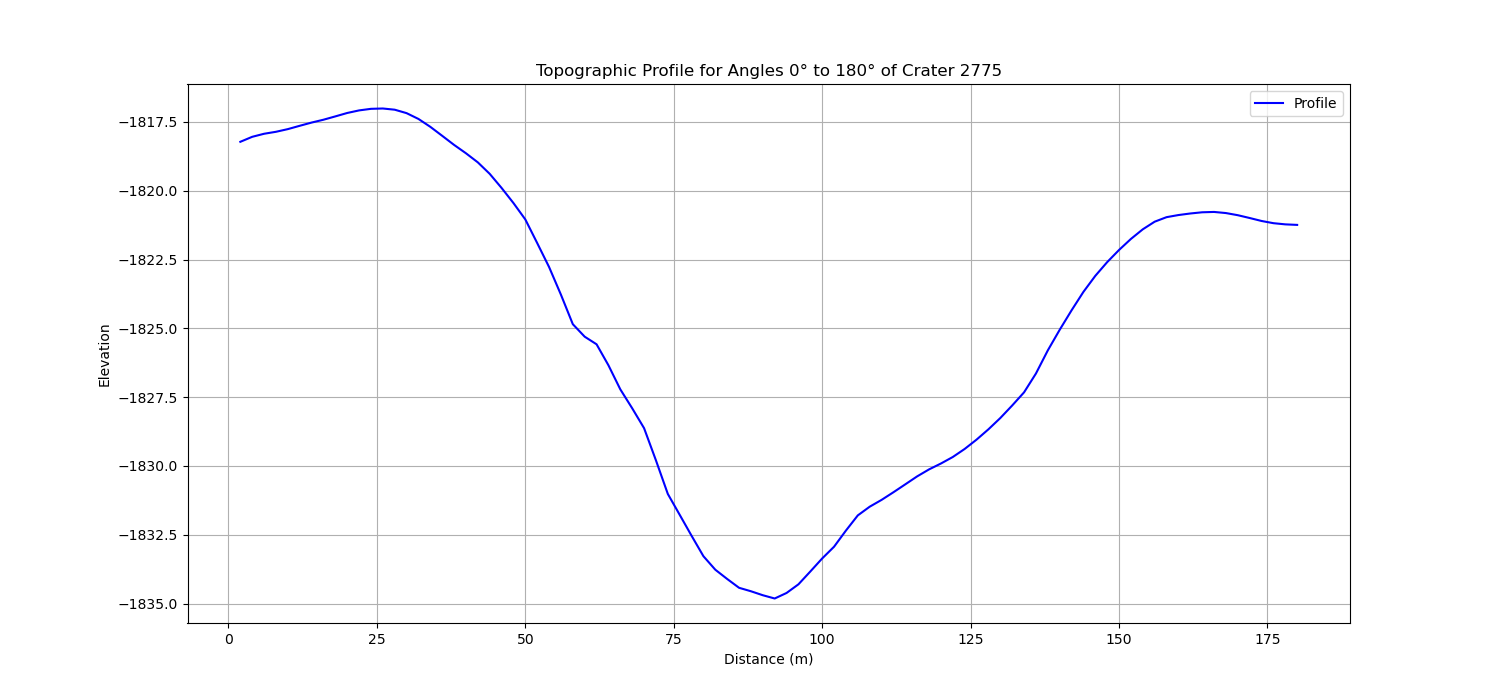 Topographic Profile for Angles 0° to 180° of Crater 2775
Profile
−1817.5
−1820.0
−1822.5
−1825.0
−1827.5
−1830.0
−1832.5
−1835.0
Elevation
0 25 50 75 100 125 150 175
Distance (m)